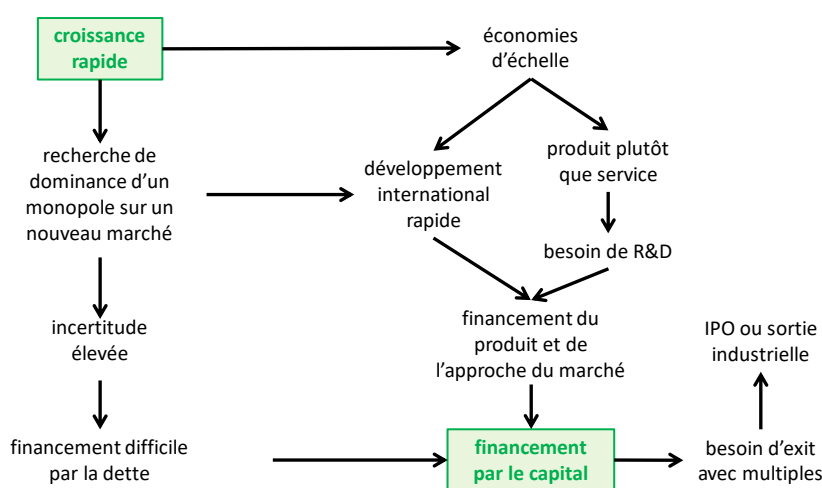 croissance
rapide
économies
d’échelle
recherche de
dominance d’un
monopole sur un
nouveau marché
développement
international
rapide
produit plutôt
que service
besoin de R&D
incertitude
élevée
financement du
produit et de
l’approche du marché
IPO ou sortie
industrielle
financement difficile
par la dette
financement
par le capital
besoin d’exit
avec multiples